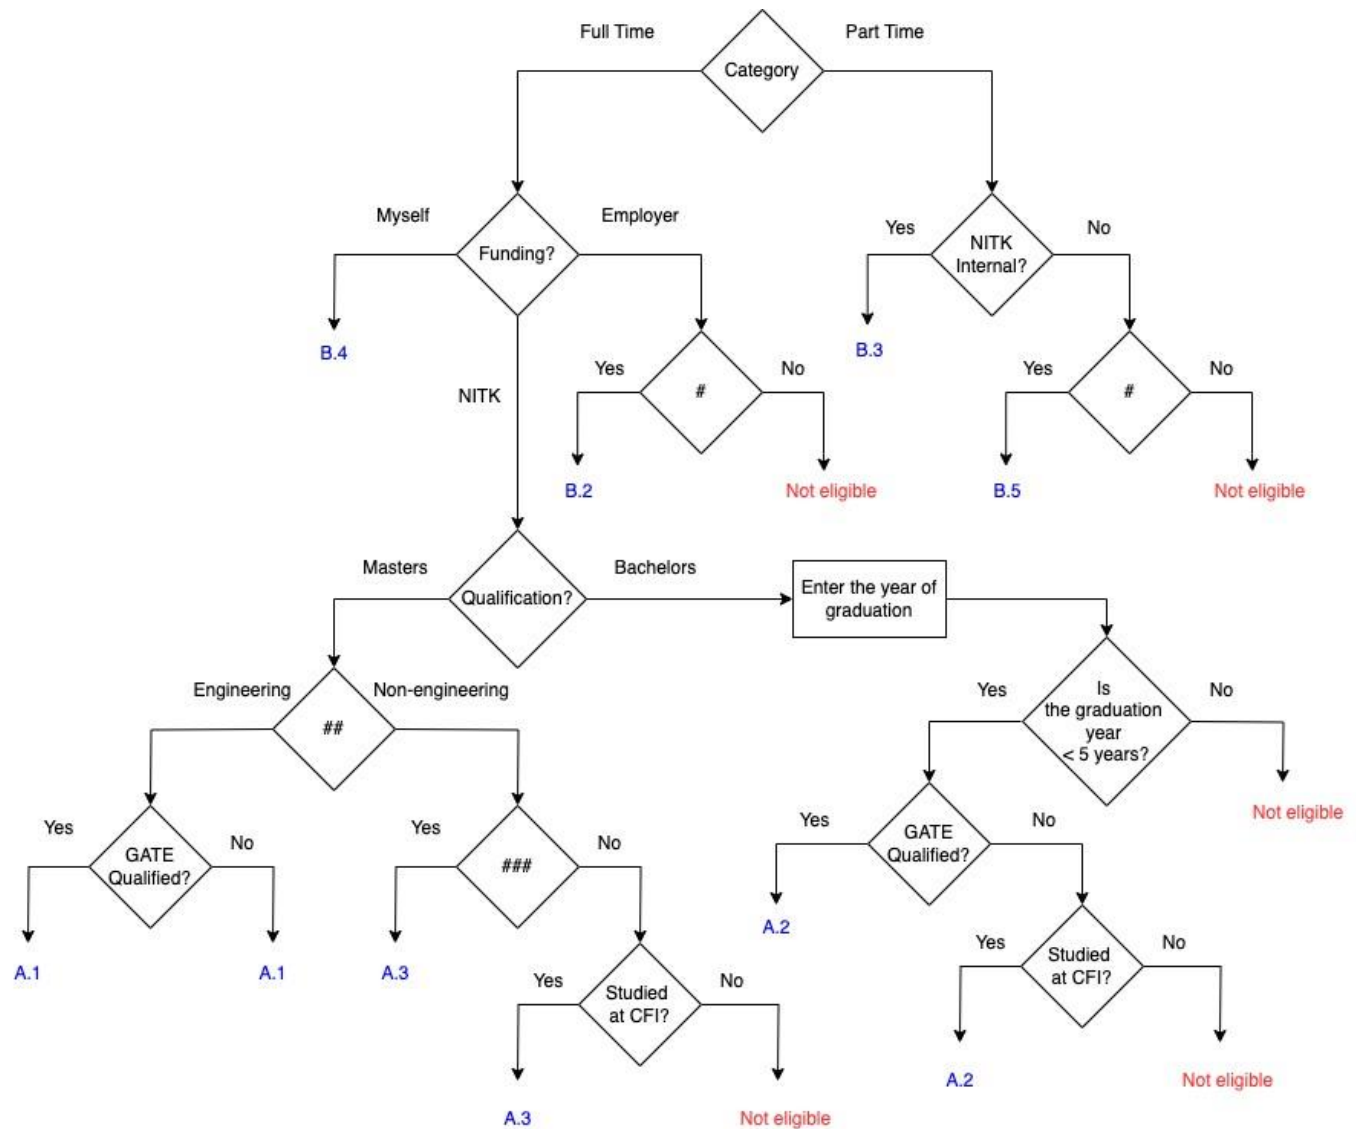 Full Time
Part Time
Category
Myself
Employer
Yes
No
Funding?
NITK
Internal?
B.4
B.3
Yes
No
Yes
No
NITK
#
#
B.2
Not eligible
B.5
Not eligible
Masters
Bachelors
Qualification?
Enter the year of
graduation
Engineering
Non-engineering
Yes
No
##
Is
the graduation
year
< 5 years?
Not eligible
Yes
No
Yes
No
Yes
No
GATE
Qualified?
###
GATE
Qualified?
A.2
A.1
A.1
A.3
Yes
No
Yes
No
Studied
at CFI?
Studied
at CFI?
A.2
Not eligible
A.3
Not eligible